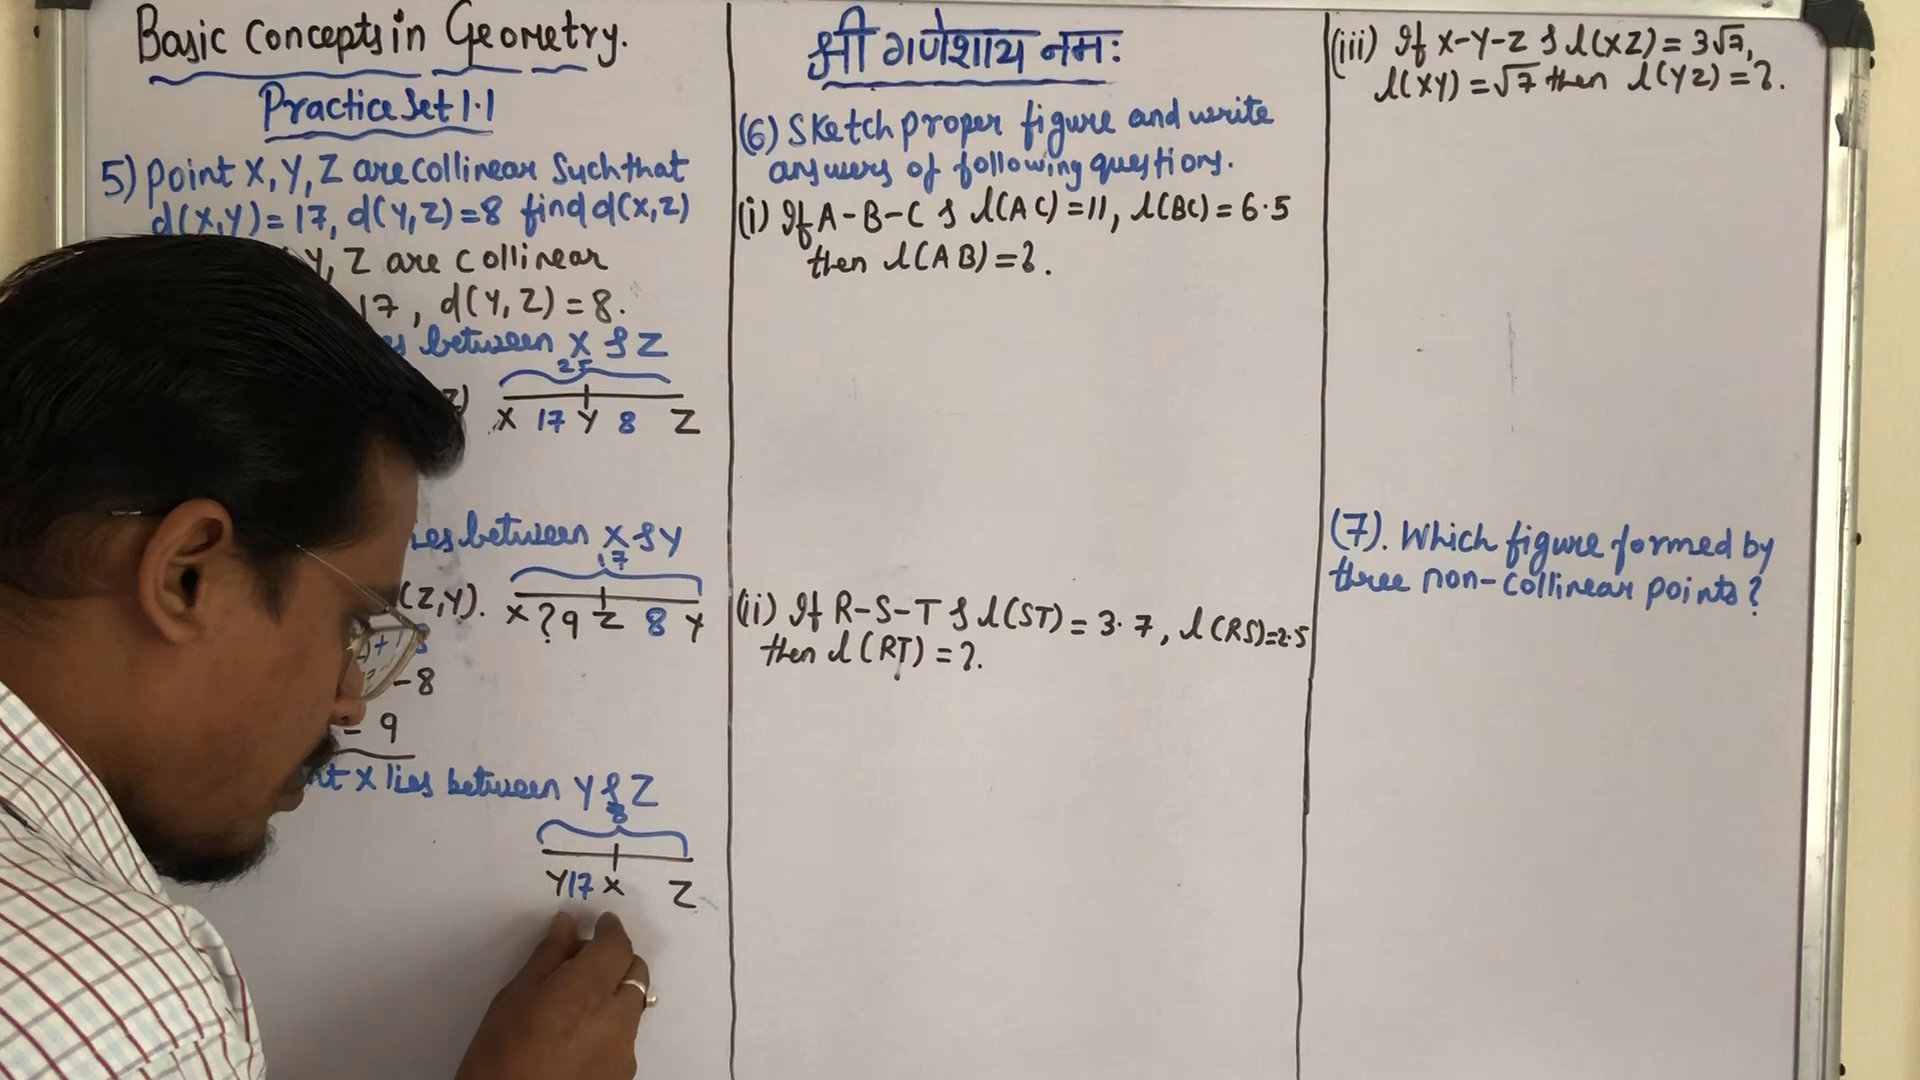 Basic Concepts in Geometry.
Practice Set 1.1
5) Point X, Y, Z are collinear Such that
d(X,Y) = 17, d(Y,Z) = 8 find d(X,Z)
Y, Z are collinear
17, d(Y,Z) = 8.
between X & Z
25
X 17 Y 8 Z
between X & Y
17
(Z,Y).
X ? 9 Z 8 Y
-8
= 9
X lies between Y & Z
8
Y 17 X Z
श्री गणेशाय नमः
(6) Sketch proper figure and write
answers of following questions.
(i) If A-B-C & l(AC) = 11, l(BC) = 6.5
then l(AB) = ?.
(ii) If R-S-T & l(ST) = 3.7, l(RS)=2.5
then l(RT) = ?.
(iii) If X-Y-Z & l(XZ) = 3√7,
l(XY) = √7 then l(YZ) = ?.
(7). Which figure formed by
three non-collinear points?